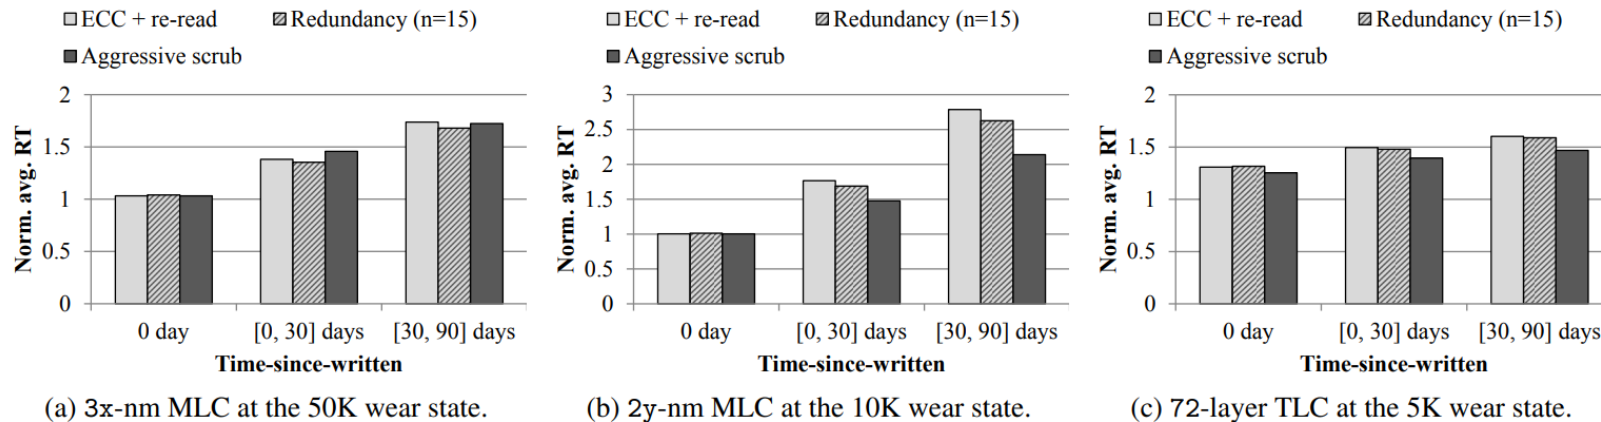 ECC + re-read Redundancy (n=15)
Aggressive scrub
2
1.5
1
0.5
0
Norm. avg. RT
0 day [0, 30] days [30, 90] days
Time-since-written
(a) 3x-nm MLC at the 50K wear state.
ECC + re-read Redundancy (n=15)
Aggressive scrub
3
2.5
2
1.5
1
0.5
0
Norm. avg. RT
0 day [0, 30] days [30, 90] days
Time-since-written
(b) 2y-nm MLC at the 10K wear state.
ECC + re-read Redundancy (n=15)
Aggressive scrub
2
1.5
1
0.5
0
Norm. avg. RT
0 day [0, 30] days [30, 90] days
Time-since-written
(c) 72-layer TLC at the 5K wear state.